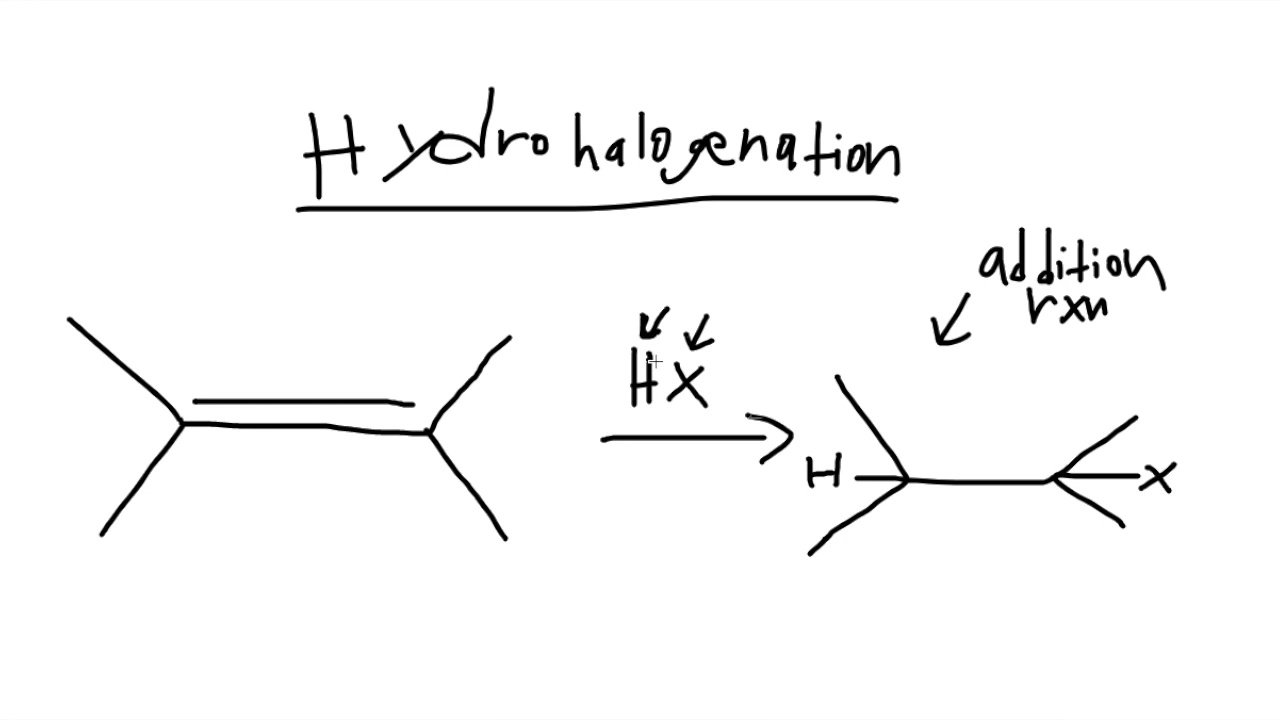 Hydrohalogenation
addition
rxn
HX
H
X